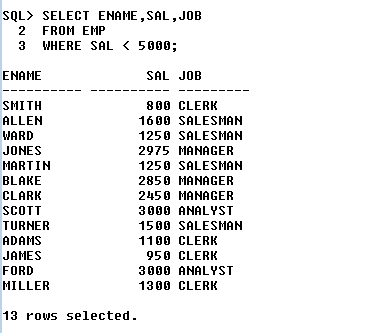 SQL> SELECT ENAME,SAL,JOB
  2  FROM EMP
  3  WHERE SAL < 5000;
ENAME             SAL JOB
---------- ---------- ---------
SMITH             800 CLERK
ALLEN            1600 SALESMAN
WARD             1250 SALESMAN
JONES            2975 MANAGER
MARTIN           1250 SALESMAN
BLAKE            2850 MANAGER
CLARK            2450 MANAGER
SCOTT            3000 ANALYST
TURNER           1500 SALESMAN
ADAMS            1100 CLERK
JAMES             950 CLERK
FORD             3000 ANALYST
MILLER           1300 CLERK
13 rows selected.